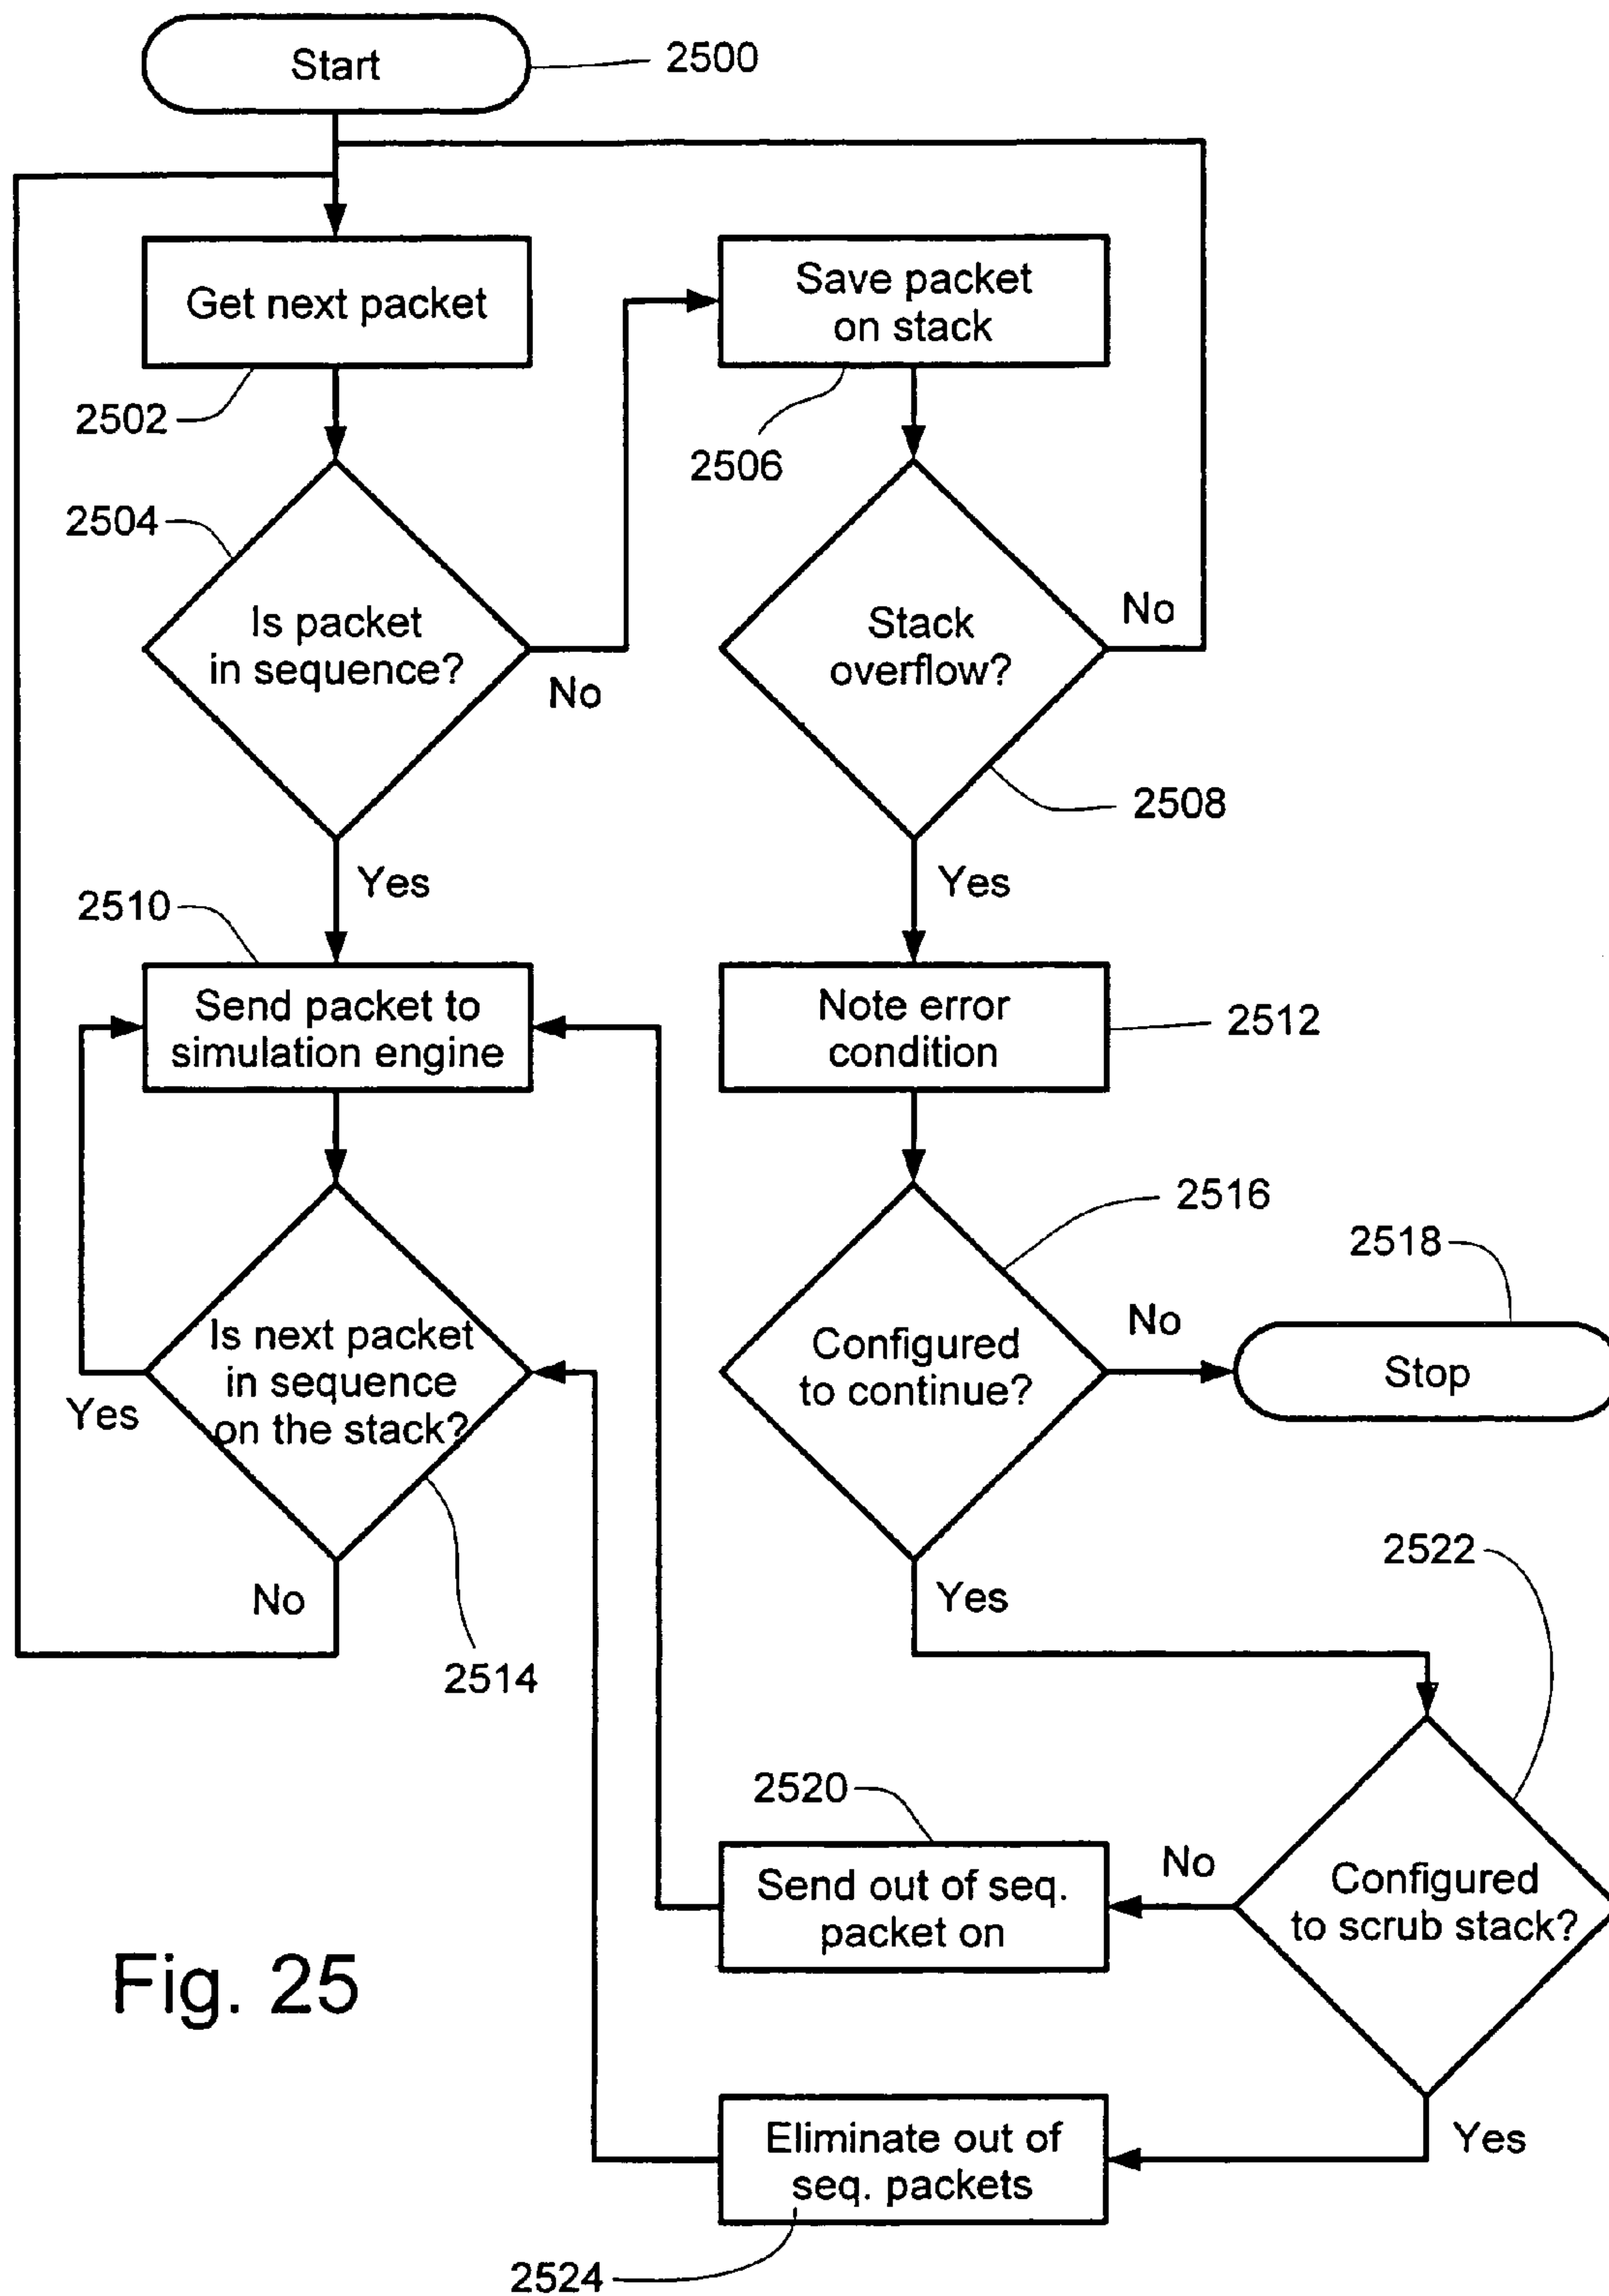 Start
2500
Get next packet
2502
Save packet
on stack
2506
2504
Is packet
in sequence?
No
Yes
Stack
overflow?
No
2508
Yes
2510
Send packet to
simulation engine
Note error
condition
2512
2516
2518
Is next packet
in sequence
on the stack?
Yes
No
2514
Configured
to continue?
No
Stop
Yes
2522
2520
Send out of seq.
packet on
No
Configured
to scrub stack?
Yes
Fig. 25
Eliminate out of
seq. packets
2524